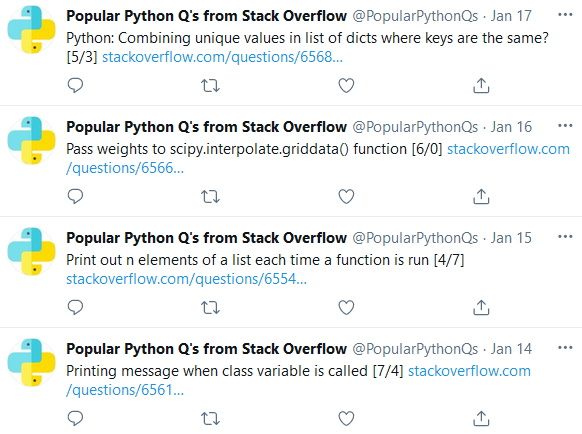 Popular Python Q's from Stack Overflow @PopularPythonQs · Jan 17 ···
Python: Combining unique values in list of dicts where keys are the same?
[5/3] stackoverflow.com/questions/6568…
Popular Python Q's from Stack Overflow @PopularPythonQs · Jan 16 ···
Pass weights to scipy.interpolate.griddata() function [6/0] stackoverflow.com
/questions/6566…
Popular Python Q's from Stack Overflow @PopularPythonQs · Jan 15 ···
Print out n elements of a list each time a function is run [4/7]
stackoverflow.com/questions/6554…
Popular Python Q's from Stack Overflow @PopularPythonQs · Jan 14 ···
Printing message when class variable is called [7/4] stackoverflow.com
/questions/6561…